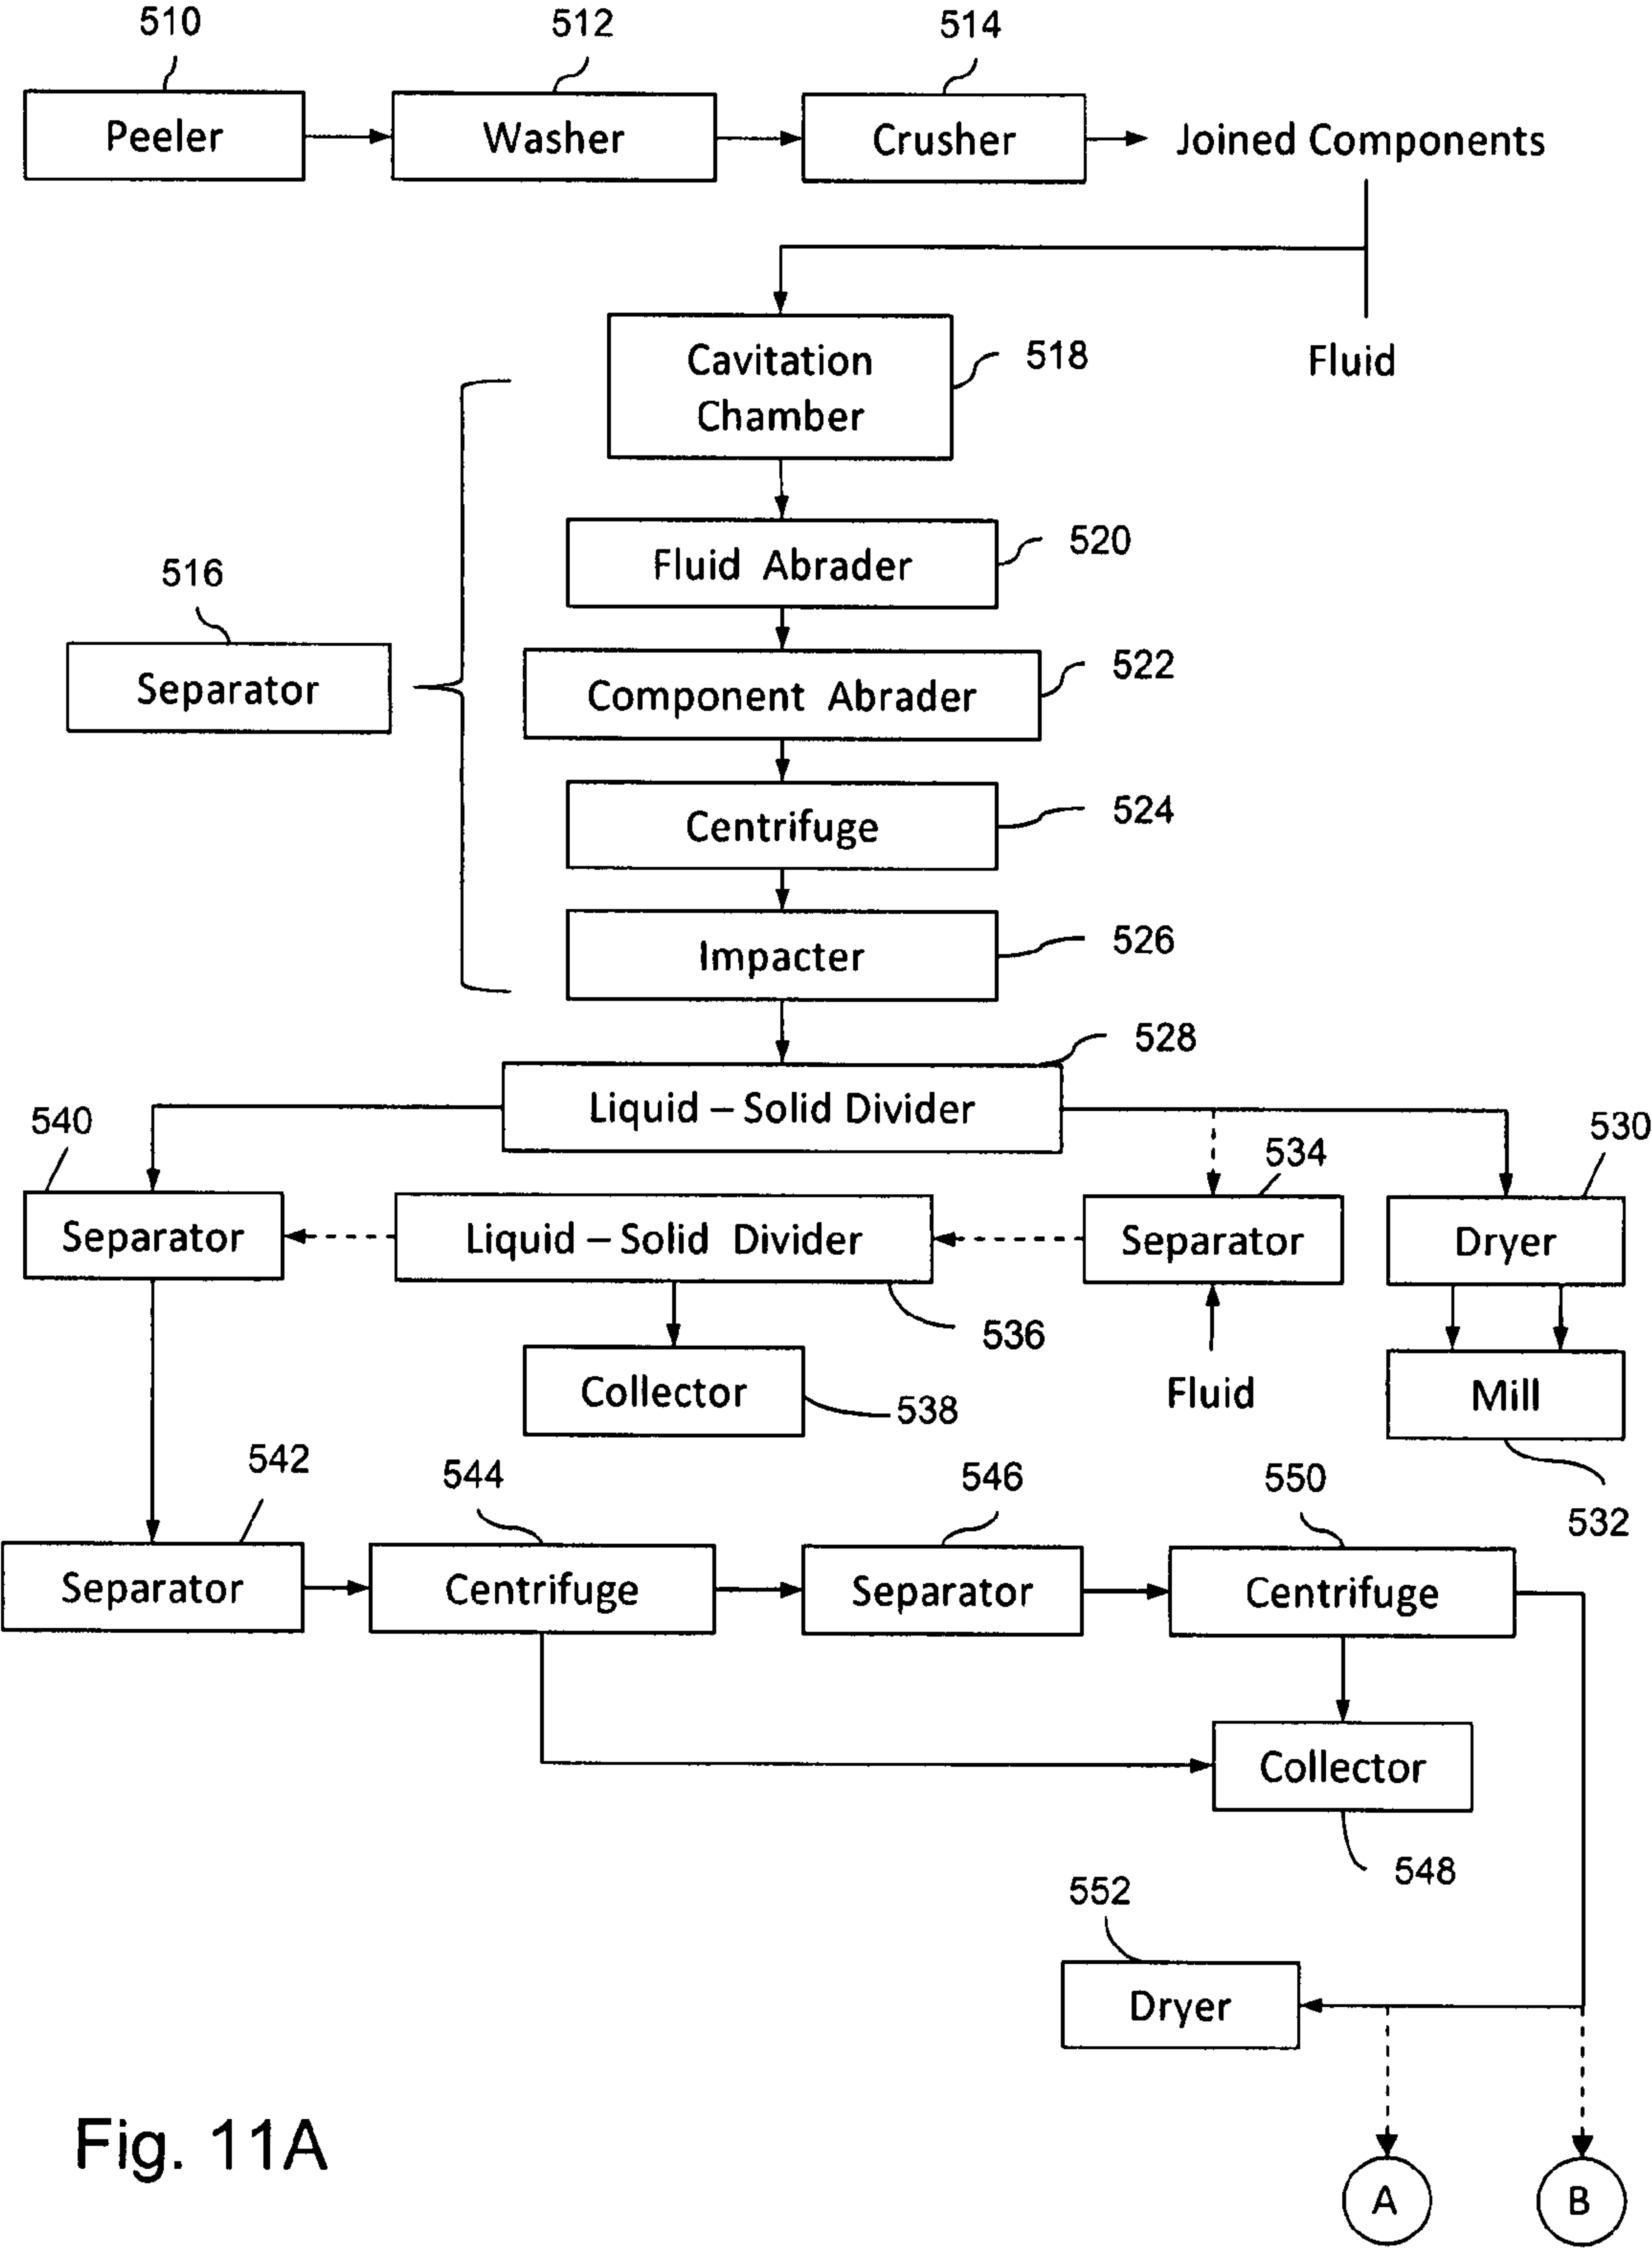 510
512
514
Peeler
Washer
Crusher
Joined Components
Cavitation
Chamber
518
Fluid
520
Fluid Abrader
516
Separator
522
Component Abrader
524
Centrifuge
526
Impacter
528
Liquid – Solid Divider
540
534
530
Separator
Liquid – Solid Divider
Separator
Dryer
536
Collector
538
Fluid
Mill
532
542
544
546
550
Separator
Centrifuge
Separator
Centrifuge
Collector
548
552
Dryer
Fig. 11A
A
B